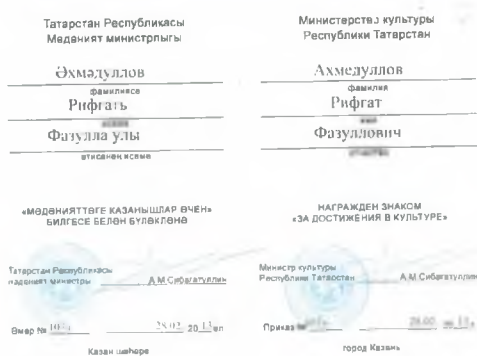 Татарстан Республикасы
Мәдәният министрлыгы
Әхмәдуллов
фамилиясе
Рифгать
Фазулла улы
әтисенең исеме
«МӘДӘНИЯТТӘГЕ КАЗАНЫШЛАР ӨЧЕН»
БИЛГЕСЕ БЕЛӘН БҮЛӘКЛӘНӘ
Татарстан Республикасы
мәдәният министры А.М.Сибагатуллин
Боерык №
Казан шәһәре
Министерство культуры
Республики Татарстан
Ахмедуллов
фамилия
Рифгат
Фазуллович
НАГРАЖДЕН ЗНАКОМ
«ЗА ДОСТИЖЕНИЯ В КУЛЬТУРЕ»
Министр культуры
Республики Татарстан А.М.Сибагатуллин
Приказ №
город Казань